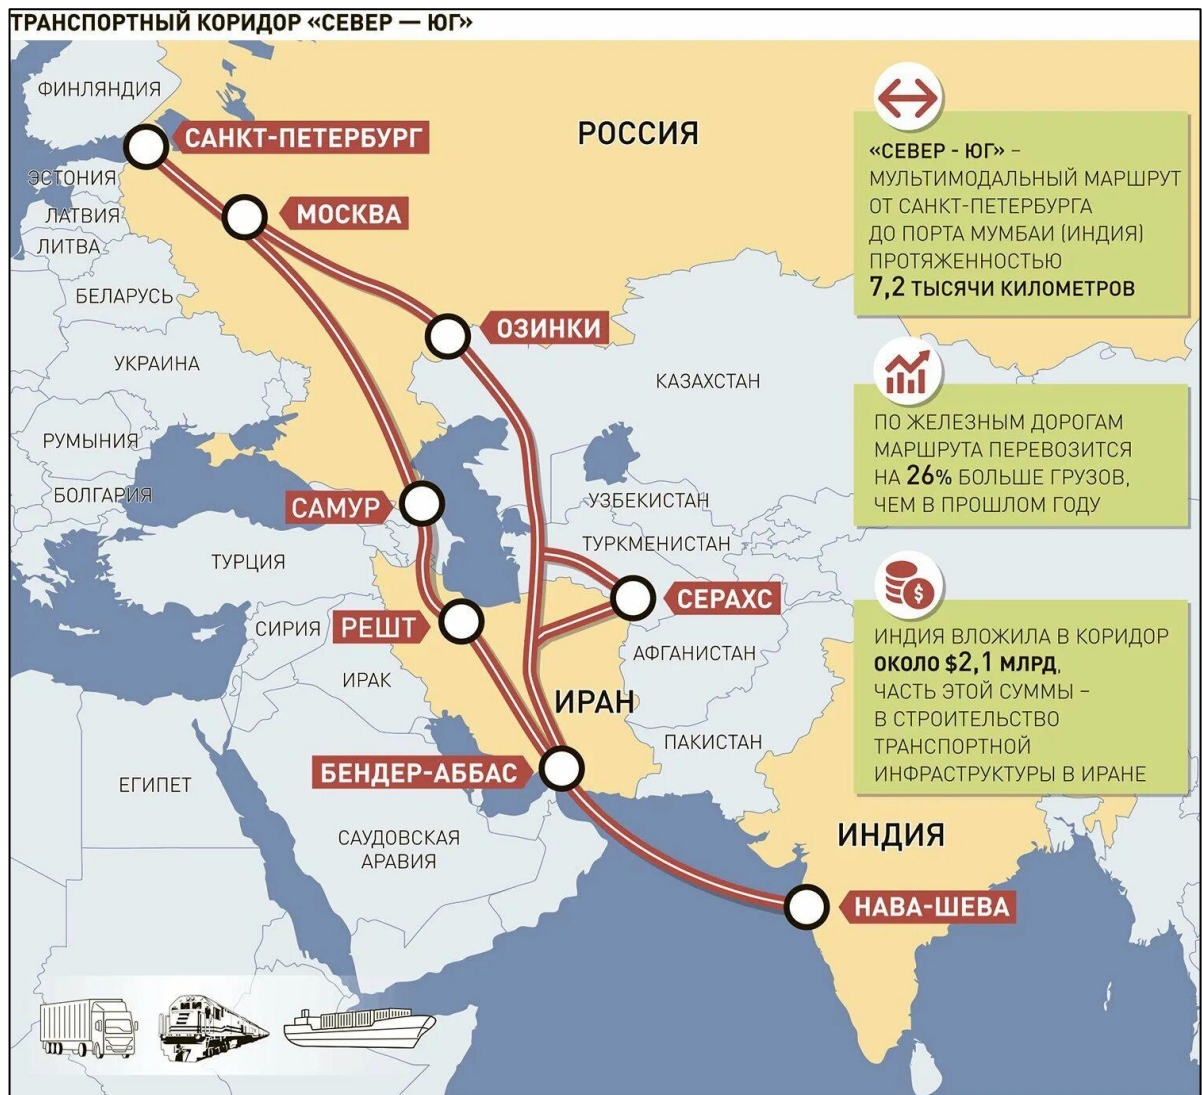 ТРАНСПОРТНЫЙ КОРИДОР «СЕВЕР — ЮГ»
ФИНЛЯНДИЯ
САНКТ-ПЕТЕРБУРГ
РОССИЯ
ЭСТОНИЯ
ЛАТВИЯ
МОСКВА
ЛИТВА
БЕЛАРУСЬ
ОЗИНКИ
УКРАИНА
КАЗАХСТАН
РУМЫНИЯ
БОЛГАРИЯ
САМУР
УЗБЕКИСТАН
ТУРКМЕНИСТАН
ТУРЦИЯ
СЕРАХС
СИРИЯ
РЕШТ
АФГАНИСТАН
ИРАК
ИРАН
ПАКИСТАН
БЕНДЕР-АББАС
ЕГИПЕТ
САУДОВСКАЯ
АРАВИЯ
ИНДИЯ
НАВА-ШЕВА
«СЕВЕР - ЮГ» –
МУЛЬТИМОДАЛЬНЫЙ МАРШРУТ
ОТ САНКТ-ПЕТЕРБУРГА
ДО ПОРТА МУМБАИ (ИНДИЯ)
ПРОТЯЖЕННОСТЬЮ
7,2 ТЫСЯЧИ КИЛОМЕТРОВ
ПО ЖЕЛЕЗНЫМ ДОРОГАМ
МАРШРУТА ПЕРЕВОЗИТСЯ
НА 26% БОЛЬШЕ ГРУЗОВ,
ЧЕМ В ПРОШЛОМ ГОДУ
$
ИНДИЯ ВЛОЖИЛА В КОРИДОР
ОКОЛО $2,1 МЛРД,
ЧАСТЬ ЭТОЙ СУММЫ –
В СТРОИТЕЛЬСТВО
ТРАНСПОРТНОЙ
ИНФРАСТРУКТУРЫ В ИРАНЕ